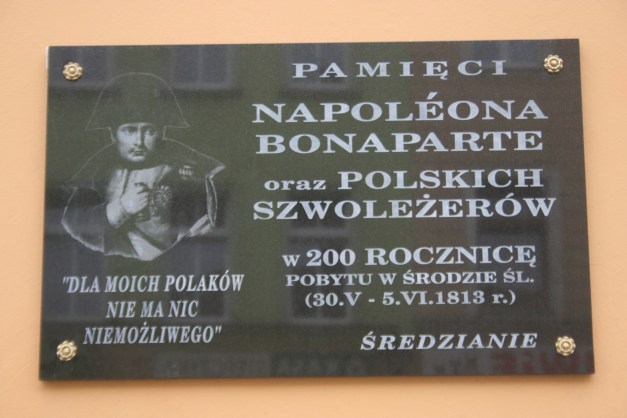 PAMIĘCI
NAPOLÉONA
BONAPARTE
oraz POLSKICH
SZWOLEŻERÓW
w 200 ROCZNICĘ
POBYTU W ŚRODZIE ŚL.
(30.V - 5.VI.1813 r.)
ŚREDZIANIE
"DLA MOICH POLAKÓW
NIE MA NIC
NIEMOŻLIWEGO"